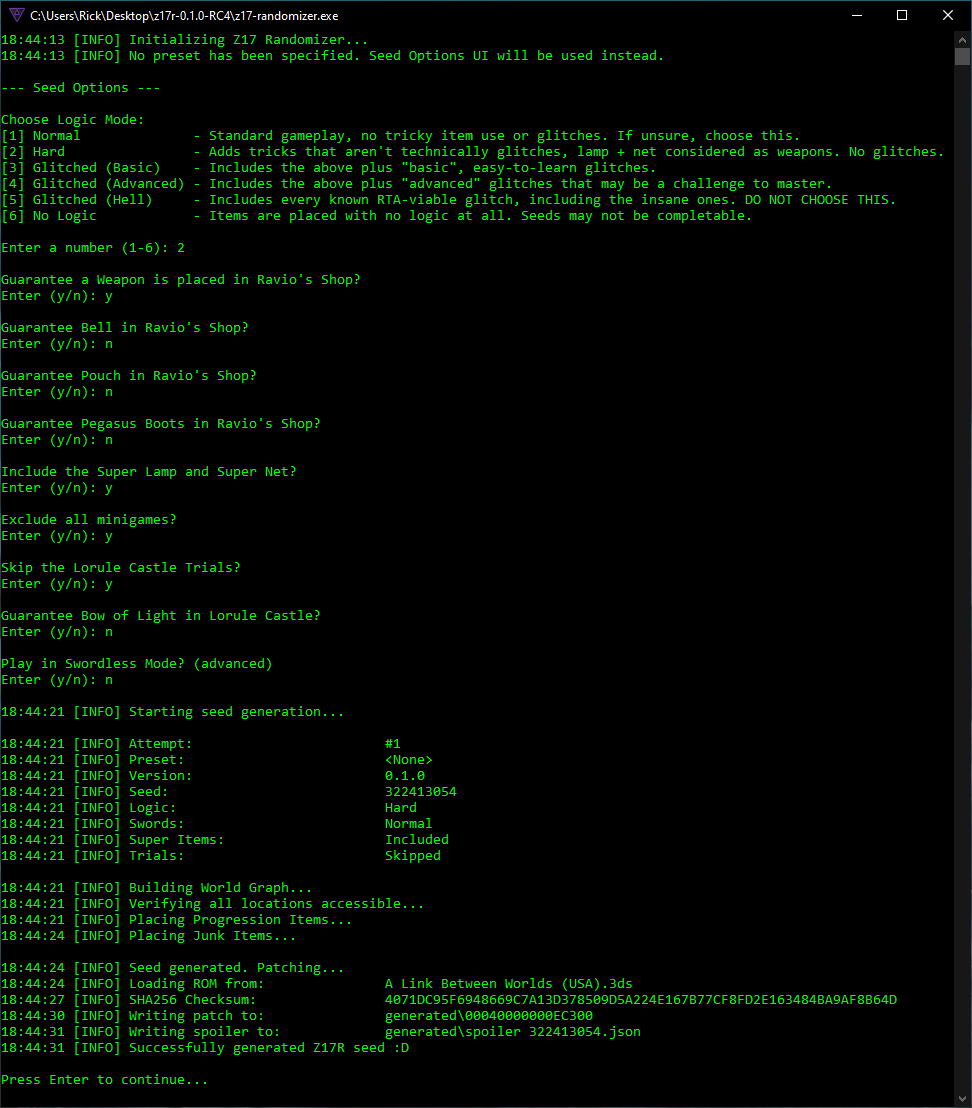 C:\Users\Rick\Desktop\z17r-0.1.0-RC4\z17-randomizer.exe
18:44:13 [INFO] Initializing Z17 Randomizer...
18:44:13 [INFO] No preset has been specified. Seed Options UI will be used instead.
--- Seed Options ---
Choose Logic Mode:
[1] Normal              - Standard gameplay, no tricky item use or glitches. If unsure, choose this.
[2] Hard                - Adds tricks that aren't technically glitches, lamp + net considered as weapons. No glitches.
[3] Glitched (Basic)    - Includes the above plus "basic", easy-to-learn glitches.
[4] Glitched (Advanced) - Includes the above plus "advanced" glitches that may be a challenge to master.
[5] Glitched (Hell)     - Includes every known RTA-viable glitch, including the insane ones. DO NOT CHOOSE THIS.
[6] No Logic            - Items are placed with no logic at all. Seeds may not be completable.
Enter a number (1-6): 2
Guarantee a Weapon is placed in Ravio's Shop?
Enter (y/n): y
Guarantee Bell in Ravio's Shop?
Enter (y/n): n
Guarantee Pouch in Ravio's Shop?
Enter (y/n): n
Guarantee Pegasus Boots in Ravio's Shop?
Enter (y/n): n
Include the Super Lamp and Super Net?
Enter (y/n): y
Exclude all minigames?
Enter (y/n): y
Skip the Lorule Castle Trials?
Enter (y/n): y
Guarantee Bow of Light in Lorule Castle?
Enter (y/n): n
Play in Swordless Mode? (advanced)
Enter (y/n): n
18:44:21 [INFO] Starting seed generation...
18:44:21 [INFO] Attempt:                        #1
18:44:21 [INFO] Preset:                         <None>
18:44:21 [INFO] Version:                        0.1.0
18:44:21 [INFO] Seed:                           322413054
18:44:21 [INFO] Logic:                          Hard
18:44:21 [INFO] Swords:                         Normal
18:44:21 [INFO] Super Items:                    Included
18:44:21 [INFO] Trials:                         Skipped
18:44:21 [INFO] Building World Graph...
18:44:21 [INFO] Verifying all locations accessible...
18:44:21 [INFO] Placing Progression Items...
18:44:24 [INFO] Placing Junk Items...
18:44:24 [INFO] Seed generated. Patching...
18:44:24 [INFO] Loading ROM from:               A Link Between Worlds (USA).3ds
18:44:27 [INFO] SHA256 Checksum:                4071DC95F6948669C7A13D378509D5A224E167B77CF8FD2E163484BA9AF8B64D
18:44:30 [INFO] Writing patch to:               generated\00040000000EC300
18:44:31 [INFO] Writing spoiler to:             generated\spoiler 322413054.json
18:44:31 [INFO] Successfully generated Z17R seed :D
Press Enter to continue...